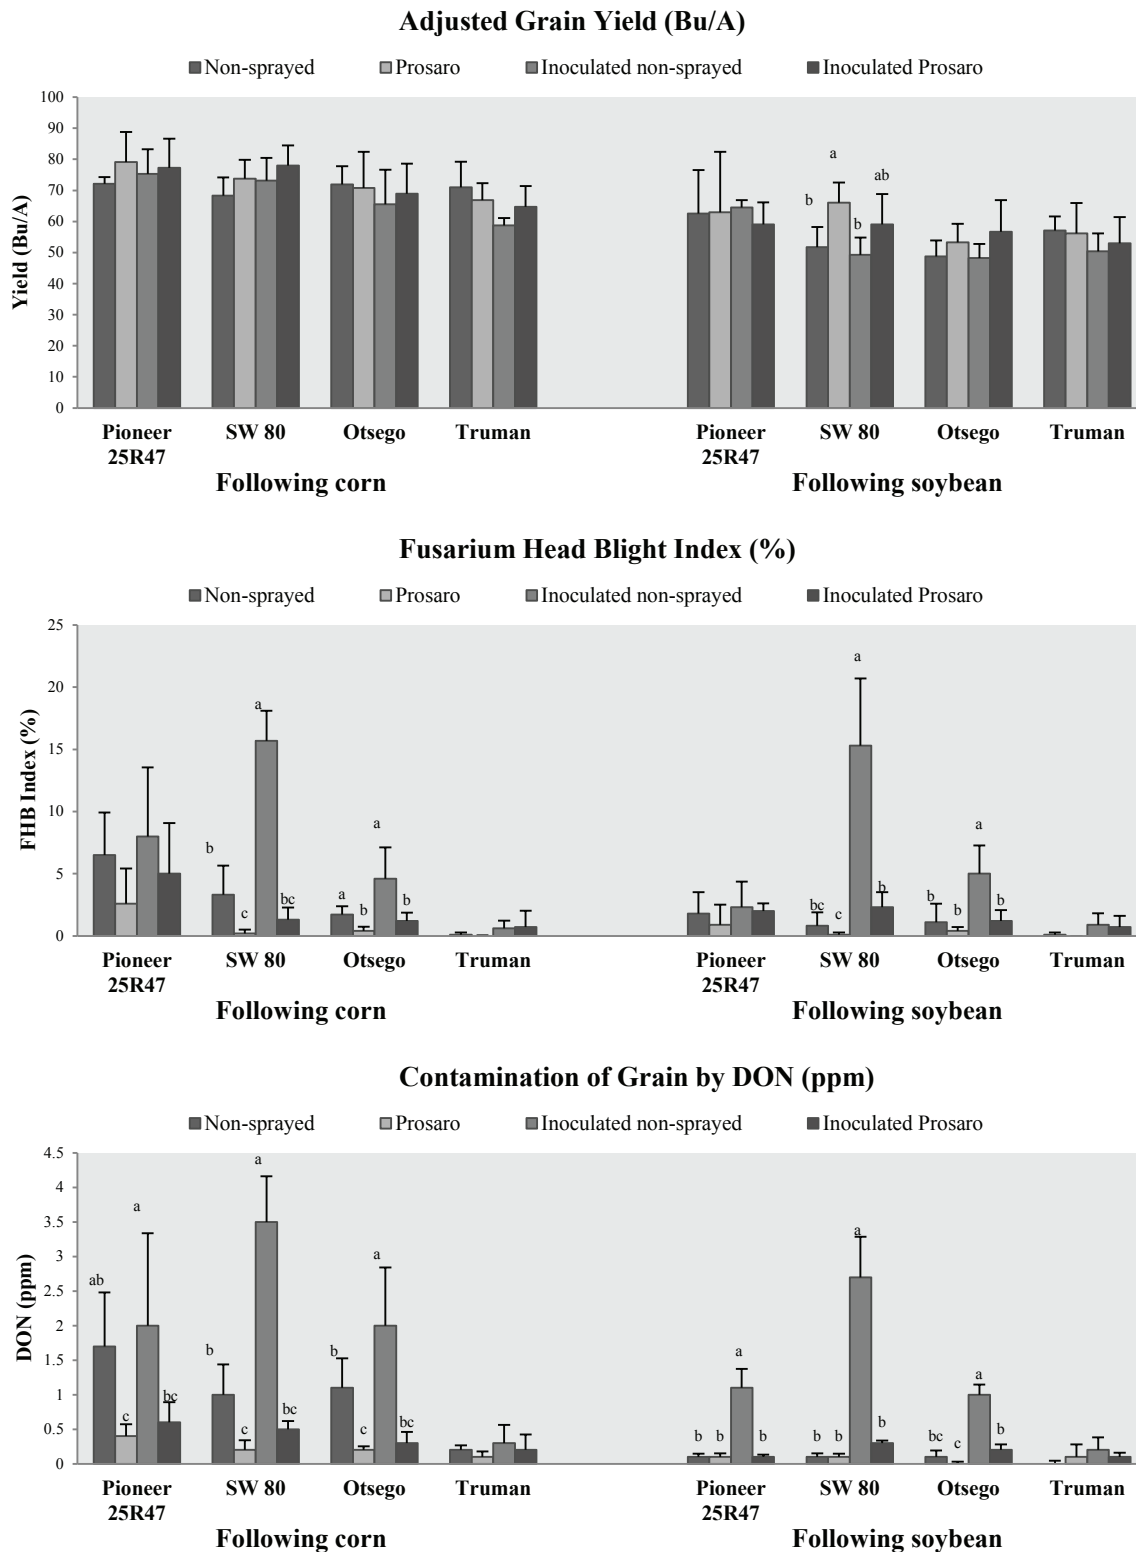 Adjusted Grain Yield (Bu/A)
Non-sprayed Prosaro Inoculated non-sprayed Inoculated Prosaro
Yield (Bu/A)
100
90
80
70
60
50
40
30
20
10
0
a
ab
b
b
Pioneer 25R47 SW 80 Otsego Truman Pioneer 25R47 SW 80 Otsego Truman
Following corn Following soybean
Fusarium Head Blight Index (%)
Non-sprayed Prosaro Inoculated non-sprayed Inoculated Prosaro
FHB Index (%)
25
20
15
10
5
0
b c a bc a b a b bc c a b b b a b
Pioneer 25R47 SW 80 Otsego Truman Pioneer 25R47 SW 80 Otsego Truman
Following corn Following soybean
Contamination of Grain by DON (ppm)
Non-sprayed Prosaro Inoculated non-sprayed Inoculated Prosaro
DON (ppm)
4.5
4
3.5
3
2.5
2
1.5
1
0.5
0
ab c a bc b c a bc b c a bc b b a b b b a b bc c a b
Pioneer 25R47 SW 80 Otsego Truman Pioneer 25R47 SW 80 Otsego Truman
Following corn Following soybean